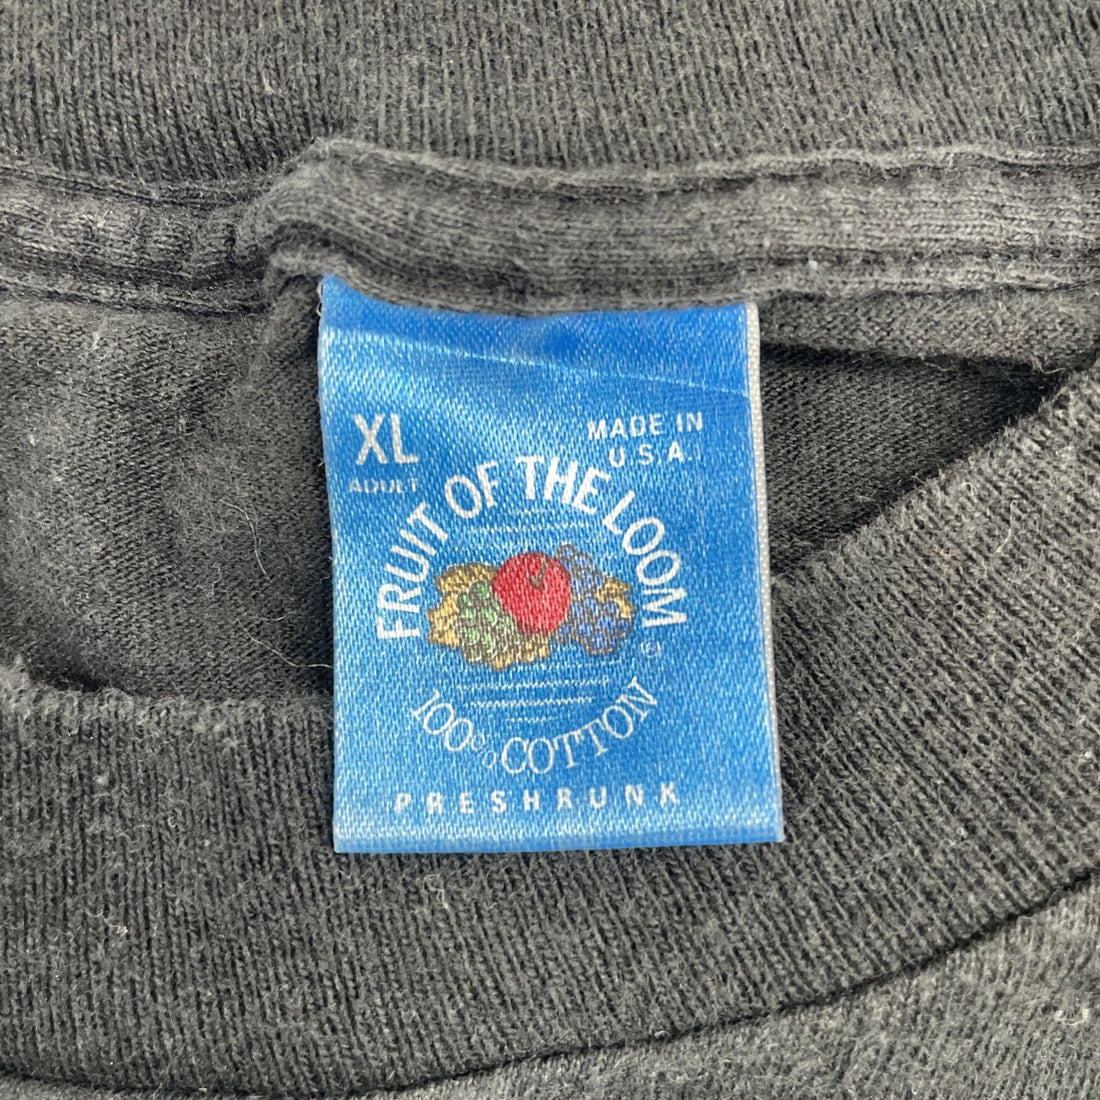 XL
ADULT
MADE IN
U.S.A.
FRUIT OF THE LOOM
®
100% COTTON
PRESHRUNK